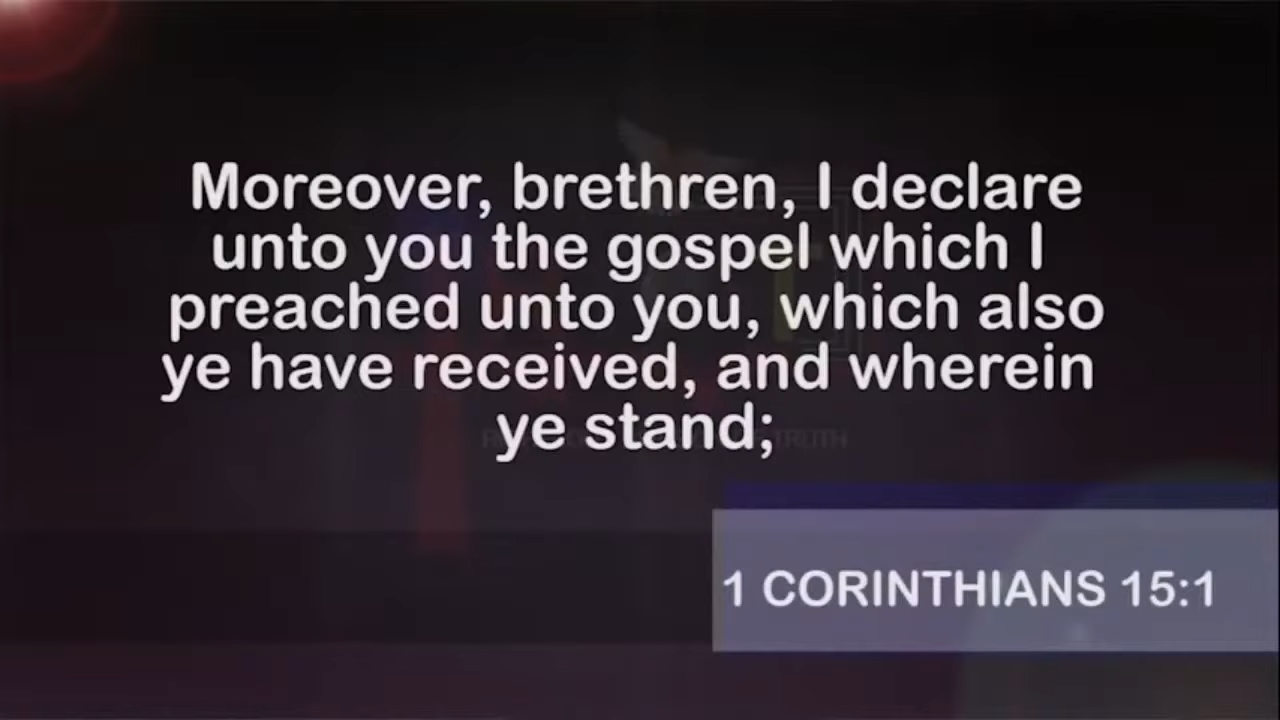 Moreover, brethren, I declare
unto you the gospel which I
preached unto you, which also
ye have received, and wherein
ye stand;
TRUTH
1 CORINTHIANS 15:1